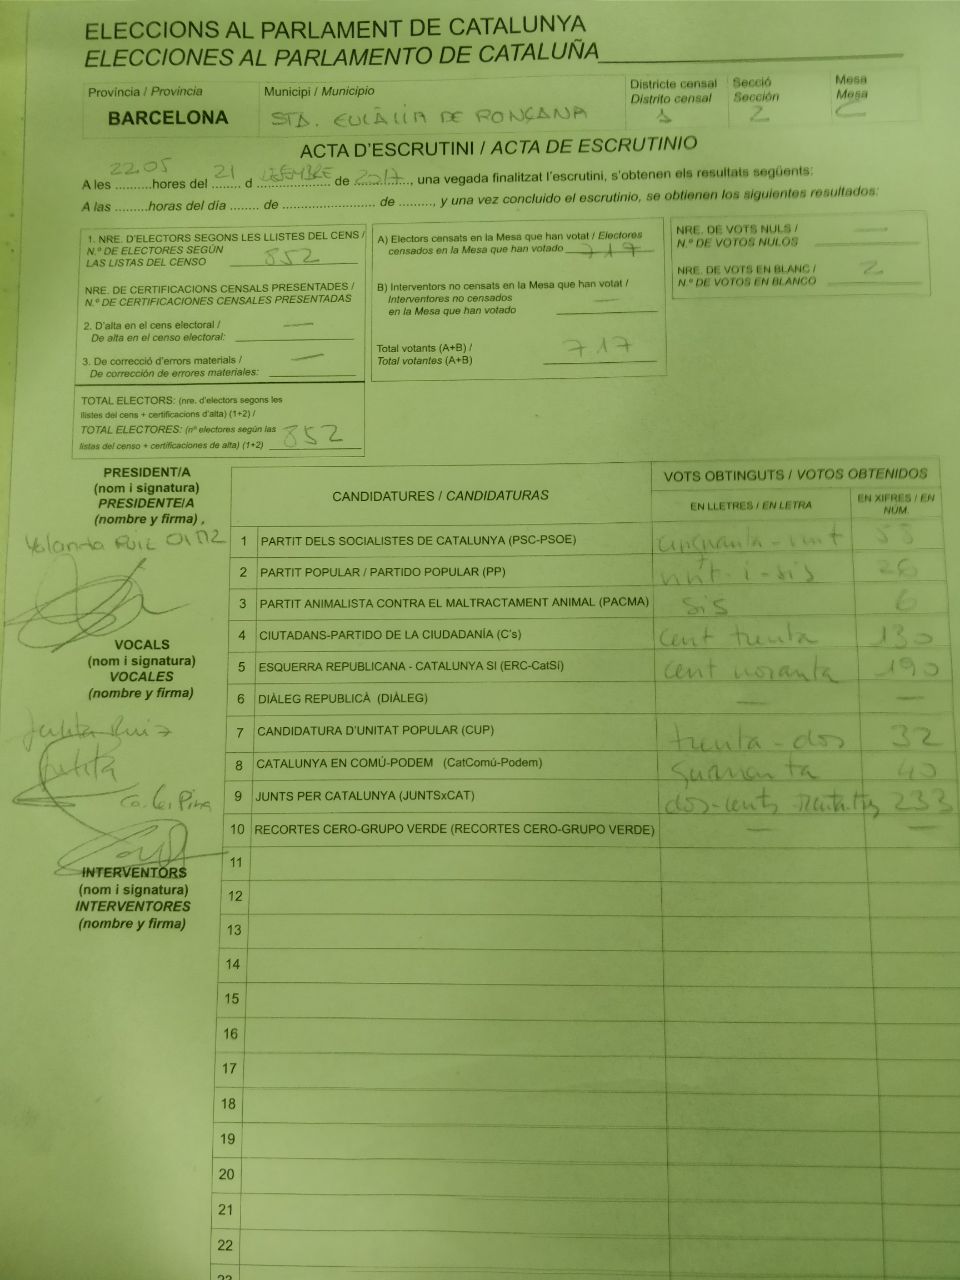 ELECCIONS AL PARLAMENT DE CATALUNYA
ELECCIONES AL PARLAMENTO DE CATALUÑA
Província / Provincia
BARCELONA
Municipi / Municipio
STA. EULÀLIA DE RONÇANA
Districte censal
Distrito censal
1
Secció
Sección
2
Mesa
Mesa
C
ACTA D'ESCRUTINI / ACTA DE ESCRUTINIO
A les 22.05 hores del 21 d DESEMBRE de 2017, una vegada finalitzat l'escrutini, s'obtenen els resultats següents:
A las ..........horas del día ........ de .......................... de ........., y una vez concluido el escrutinio, se obtienen los siguientes resultados:
1. NRE. D'ELECTORS SEGONS LES LLISTES DEL CENS /
N.º DE ELECTORES SEGÚN
LAS LISTAS DEL CENSO 852
NRE. DE CERTIFICACIONS CENSALS PRESENTADES /
N.º DE CERTIFICACIONES CENSALES PRESENTADAS
2. D'alta en el cens electoral / —
De alta en el censo electoral:
3. De correcció d'errors materials / —
De corrección de errores materiales:
TOTAL ELECTORS: (nre. d'electors segons les
llistes del cens + certificacions d'alta) (1+2) /
TOTAL ELECTORES: (nº electores según las
listas del censo + certificaciones de alta) (1+2) 852
A) Electors censats en la Mesa que han votat / Electores
censados en la Mesa que han votado 717
B) Interventors no censats en la Mesa que han votat /
Interventores no censados —
en la Mesa que han votado
Total votants (A+B) / 717
Total votantes (A+B)
NRE. DE VOTS NULS / —
N.º DE VOTOS NULOS
NRE. DE VOTS EN BLANC / 2
N.º DE VOTOS EN BLANCO
PRESIDENT/A
(nom i signatura)
PRESIDENTE/A
(nombre y firma)
Yolanda Ruiz
VOCALS
(nom i signatura)
VOCALES
(nombre y firma)
Julita Ruiz
Julita
INTERVENTORS
(nom i signatura)
INTERVENTORES
(nombre y firma)
CANDIDATURES / CANDIDATURAS
VOTS OBTINGUTS / VOTOS OBTENIDOS
EN LLETRES / EN LETRA
EN XIFRES / EN NÚM.
1 PARTIT DELS SOCIALISTES DE CATALUNYA (PSC-PSOE) cinquanta-vuit 58
2 PARTIT POPULAR / PARTIDO POPULAR (PP) vint-i-sis 26
3 PARTIT ANIMALISTA CONTRA EL MALTRACTAMENT ANIMAL (PACMA) sis 6
4 CIUTADANS-PARTIDO DE LA CIUDADANÍA (C's) cent trenta 130
5 ESQUERRA REPUBLICANA - CATALUNYA SÍ (ERC-CatSí) cent noranta 190
6 DIÀLEG REPUBLICÀ (DIÀLEG) — —
7 CANDIDATURA D'UNITAT POPULAR (CUP) trenta-dos 32
8 CATALUNYA EN COMÚ-PODEM (CatComú-Podem) quaranta 40
9 JUNTS PER CATALUNYA (JUNTSxCAT) dos-cents trenta-tres 233
10 RECORTES CERO-GRUPO VERDE (RECORTES CERO-GRUPO VERDE) — —
11
12
13
14
15
16
17
18
19
20
21
22
23